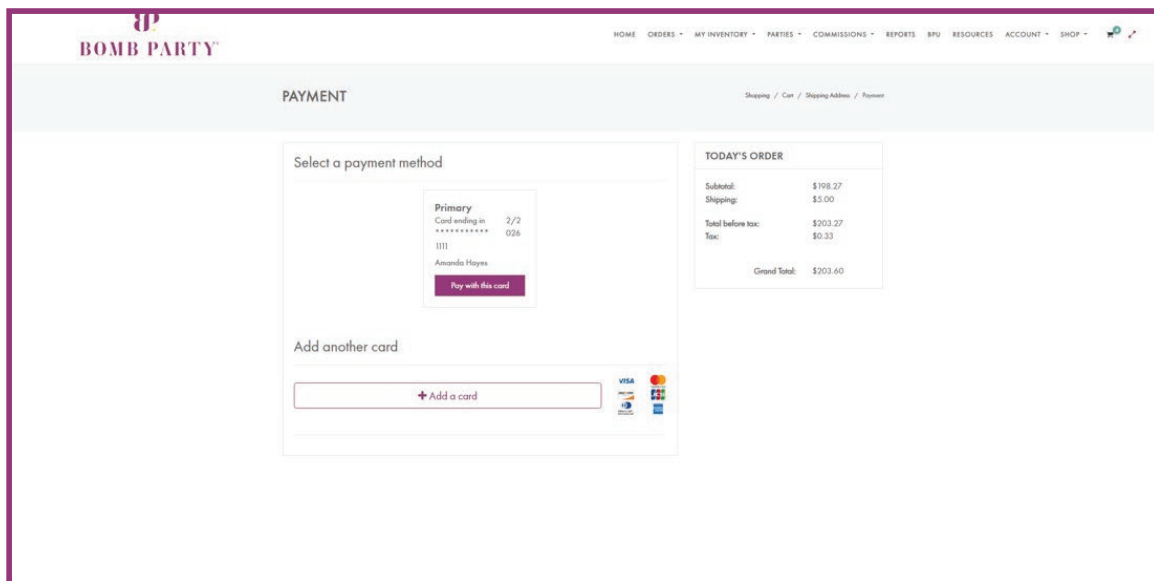 BP
BOMB PARTY
HOME ORDERS MY INVENTORY PARTIES COMMISSIONS REPORTS BPU RESOURCES ACCOUNT SHOP
PAYMENT
Shopping / Cart / Shipping Address / Payment
Select a payment method
Primary
Card ending in 2/2
*********** 026
1111
Amanda Hayes
Pay with this card
Add another card
+ Add a card
VISA
TODAY'S ORDER
Subtotal: $198.27
Shipping: $5.00
Total before tax: $203.27
Tax: $0.33
Grand Total: $203.60